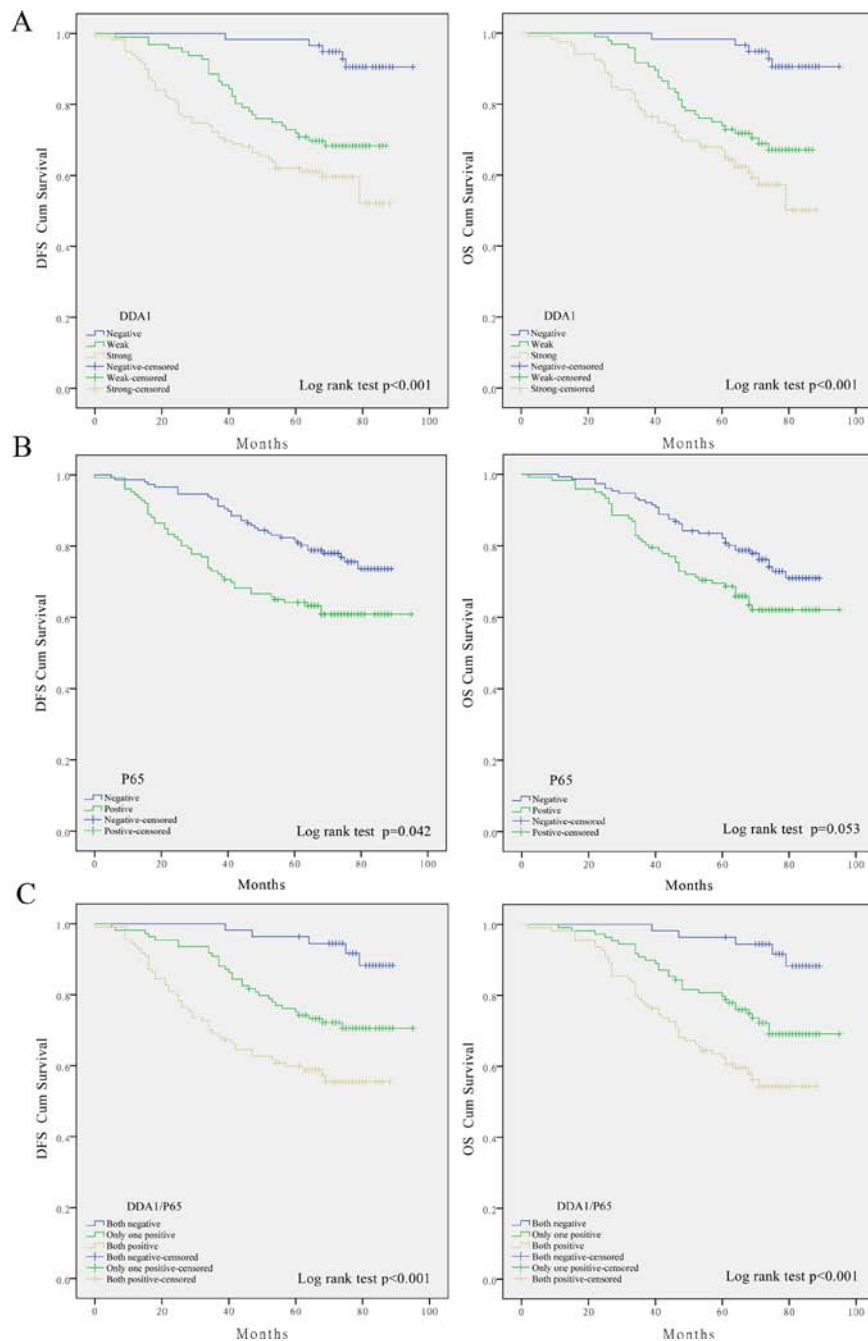 A
1.0
0.8
0.6
0.4
0.2
0.0
DFS Cum Survival
DDA1
Negative
Weak
Strong
Negative-censored
Weak-censored
Strong-censored
Log rank test p<0.001
0 20 40 60 80 100
Months
1.0
0.8
0.6
0.4
0.2
0.0
OS Cum Survival
DDA1
Negative
Weak
Strong
Negative-censored
Weak-censored
Strong-censored
Log rank test p<0.001
0 20 40 60 80 100
Months
B
1.0
0.8
0.6
0.4
0.2
0.0
DFS Cum Survival
P65
Negative
Postive
Negative-censored
Postive-censored
Log rank test p=0.042
0 20 40 60 80 100
Months
1.0
0.8
0.6
0.4
0.2
0.0
OS Cum Survival
P65
Negative
Postive
Negative-censored
Postive-censored
Log rank test p=0.053
0 20 40 60 80 100
Months
C
1.0
0.8
0.6
0.4
0.2
0.0
DFS Cum Survival
DDA1/P65
Both negative
Only one positive
Both positive
Both negative-censored
Only one positive-censored
Both positive-censored
Log rank test p<0.001
0 20 40 60 80 100
Months
1.0
0.8
0.6
0.4
0.2
0.0
OS Cum Survival
DDA1/P65
Both negative
Only one positive
Both positive
Both negative-censored
Only one positive-censored
Both positive-censored
Log rank test p<0.001
0 20 40 60 80 100
Months